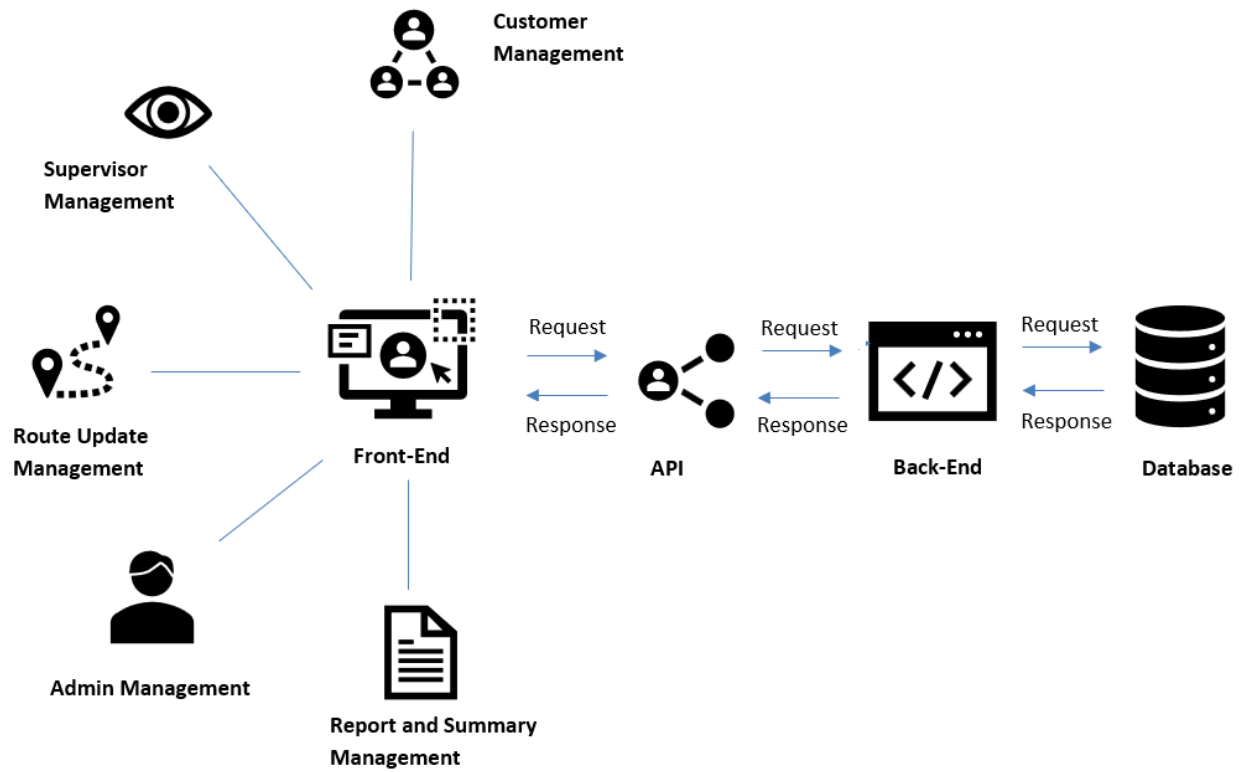 Customer
Management
Supervisor
Management
Route Update
Management
Front-End
Admin Management
Report and Summary
Management
Request
Response
API
Request
Response
Back-End
Request
Response
Database